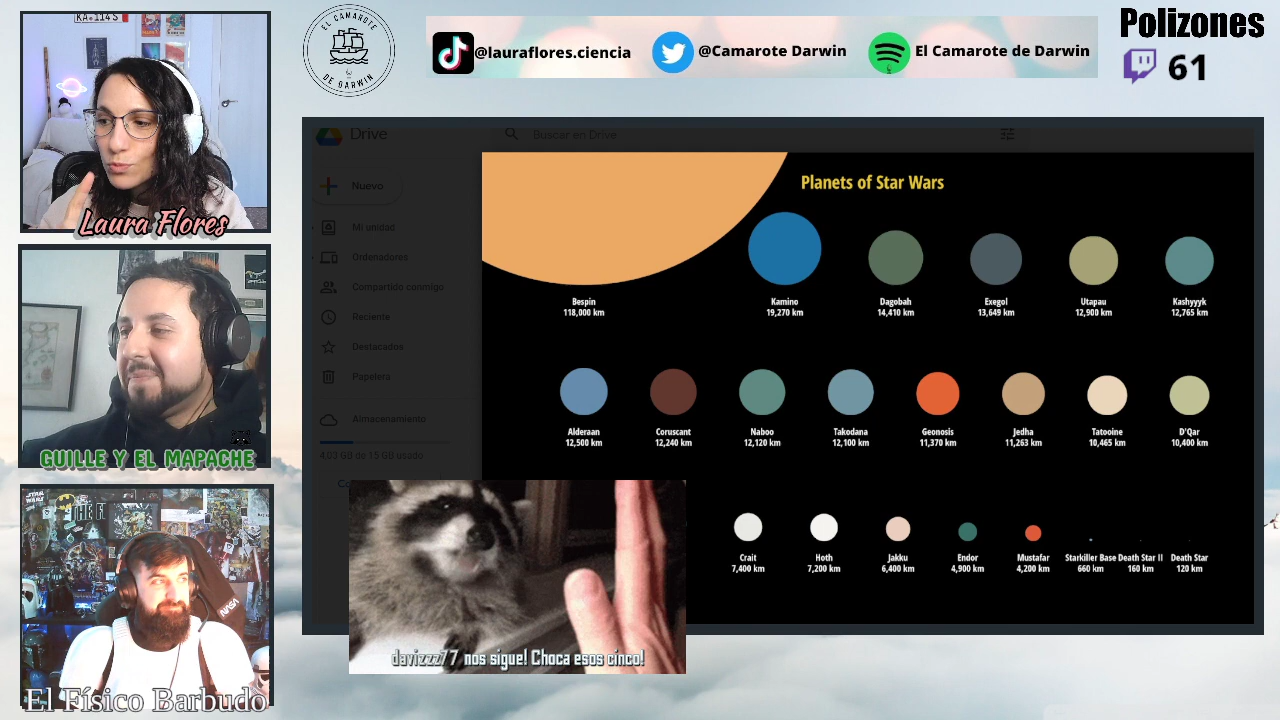 KA·114S
Laura Flores
GUILLE Y EL MAPACHE
STAR WARS
NASA
El Físico Barbudo
EL CAMAROTE
DE DARWIN
@lauraflores.ciencia
@Camarote Darwin
El Camarote de Darwin
Polizones
61
Drive
Buscar en Drive
Nuevo
Mi unidad
Ordenadores
Compartido conmigo
Reciente
Destacados
Papelera
Almacenamiento
4,03 GB de 15 GB usado
Planets of Star Wars
Bespin
118,000 km
Kamino
19,270 km
Dagobah
14,410 km
Exegol
13,649 km
Utapau
12,900 km
Kashyyyk
12,765 km
Alderaan
12,500 km
Coruscant
12,240 km
Naboo
12,120 km
Takodana
12,100 km
Geonosis
11,370 km
Jedha
11,263 km
Tatooine
10,465 km
D'Qar
10,400 km
Crait
7,400 km
Hoth
7,200 km
Jakku
6,400 km
Endor
4,900 km
Mustafar
4,200 km
Starkiller Base
660 km
Death Star II
160 km
Death Star
120 km
davizzz77 nos sigue! Choca esos cinco!